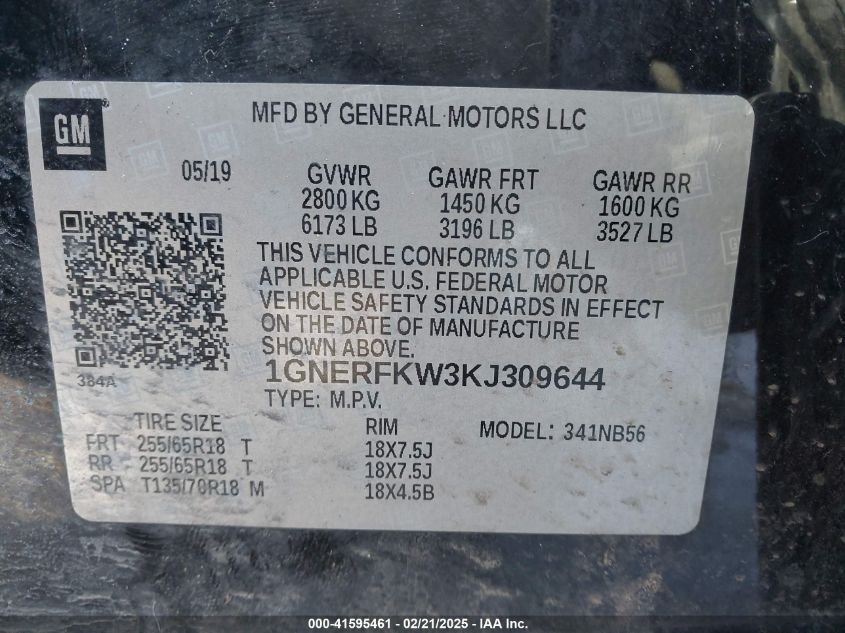 GM®
MFD BY GENERAL MOTORS LLC
05/19 GVWR GAWR FRT GAWR RR
2800 KG 1450 KG 1600 KG
6173 LB 3196 LB 3527 LB
THIS VEHICLE CONFORMS TO ALL
APPLICABLE U.S. FEDERAL MOTOR
VEHICLE SAFETY STANDARDS IN EFFECT
ON THE DATE OF MANUFACTURE
SHOWN ABOVE.
384A
1GNERFKW3KJ309644
TYPE: M.P.V.
TIRE SIZE RIM MODEL: 341NB56
FRT 255/65R18 T 18X7.5J
RR 255/65R18 T 18X7.5J
SPA T135/70R18 M 18X4.5B
000-41595461 - 02/21/2025 - IAA Inc.